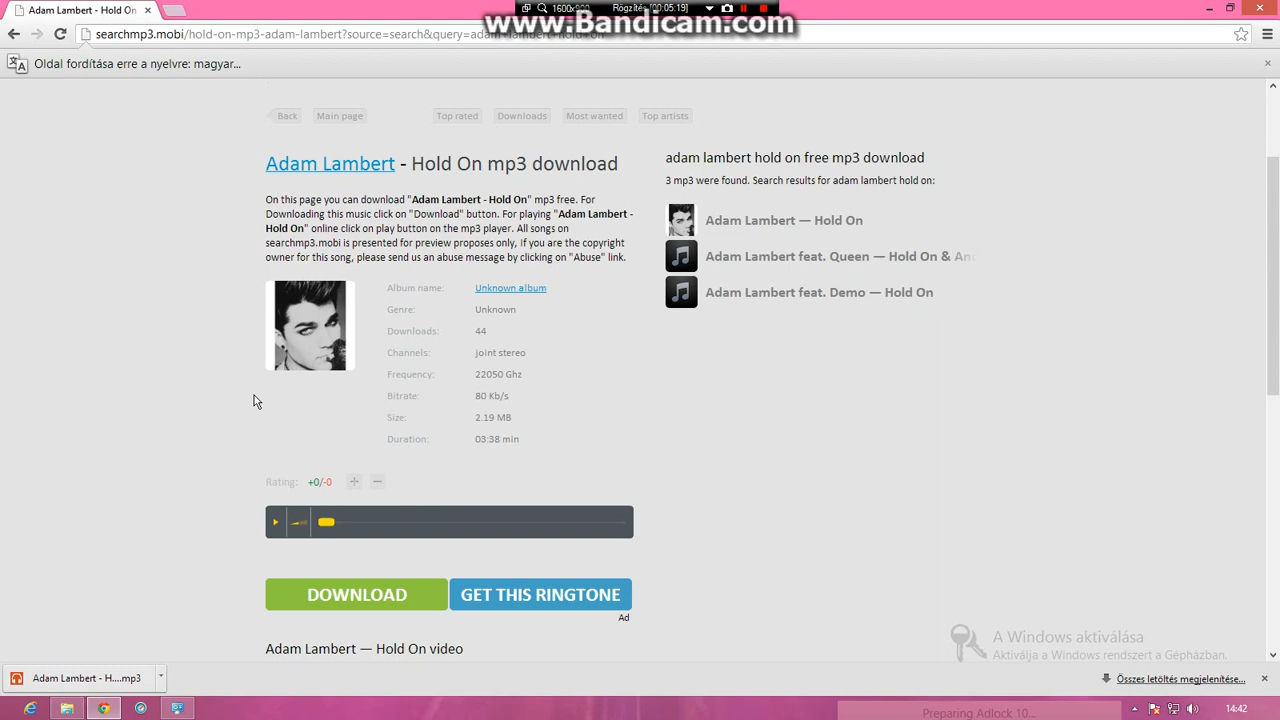 Adam Lambert - Hold On
1600x900
Rögzítés [00:05:19]
www.Bandicam.com
searchmp3.mobi/hold-on-mp3-adam-lambert?source=search&query=adam+lambert+hold+on
Oldal fordítása erre a nyelvre: magyar...
Back
Main page
Top rated
Downloads
Most wanted
Top artists
Adam Lambert - Hold On mp3 download
On this page you can download "Adam Lambert - Hold On" mp3 free. For
Downloading this music click on "Download" button. For playing "Adam Lambert -
Hold On" online click on play button on the mp3 player. All songs on
searchmp3.mobi is presented for preview proposes only, If you are the copyright
owner for this song, please send us an abuse message by clicking on "Abuse" link.
Album name: Unknown album
Genre: Unknown
Downloads: 44
Channels: joint stereo
Frequency: 22050 Ghz
Bitrate: 80 Kb/s
Size: 2.19 MB
Duration: 03:38 min
Rating: +0/-0
DOWNLOAD
GET THIS RINGTONE
Ad
Adam Lambert — Hold On video
adam lambert hold on free mp3 download
3 mp3 were found. Search results for adam lambert hold on:
Adam Lambert — Hold On
Adam Lambert feat. Queen — Hold On & Anc
Adam Lambert feat. Demo — Hold On
A Windows aktiválása
Aktiválja a Windows rendszert a Gépházban.
Adam Lambert - H....mp3
Összes letöltés megjelenítése...
Preparing Adlock 10...
14:42